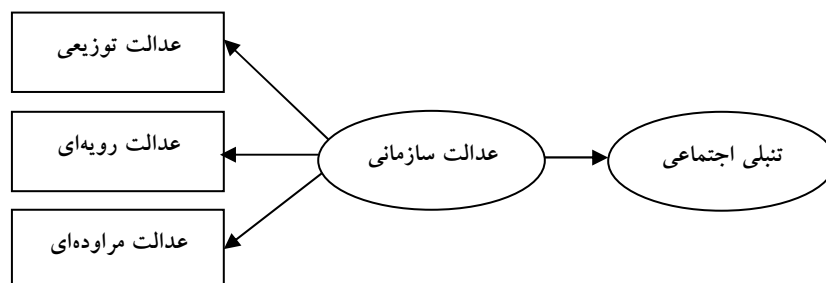 عدالت توزیعی
عدالت رویه‌ای
عدالت سازمانی
تنبلی اجتماعی
عدالت مراوده‌ای